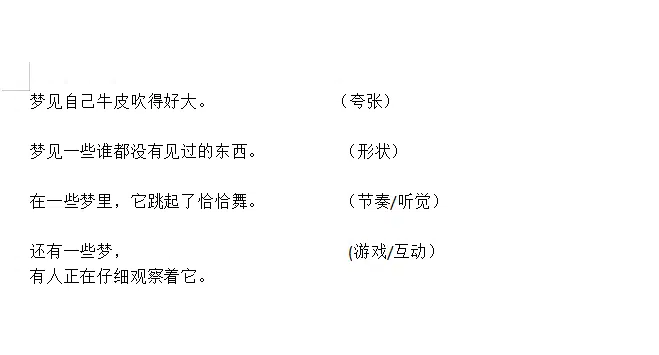 梦见自己牛皮吹得好大。 （夸张）
梦见一些谁都没有见过的东西。 （形状）
在一些梦里，它跳起了恰恰舞。 （节奏/听觉）
还有一些梦， (游戏/互动）
有人正在仔细观察着它。